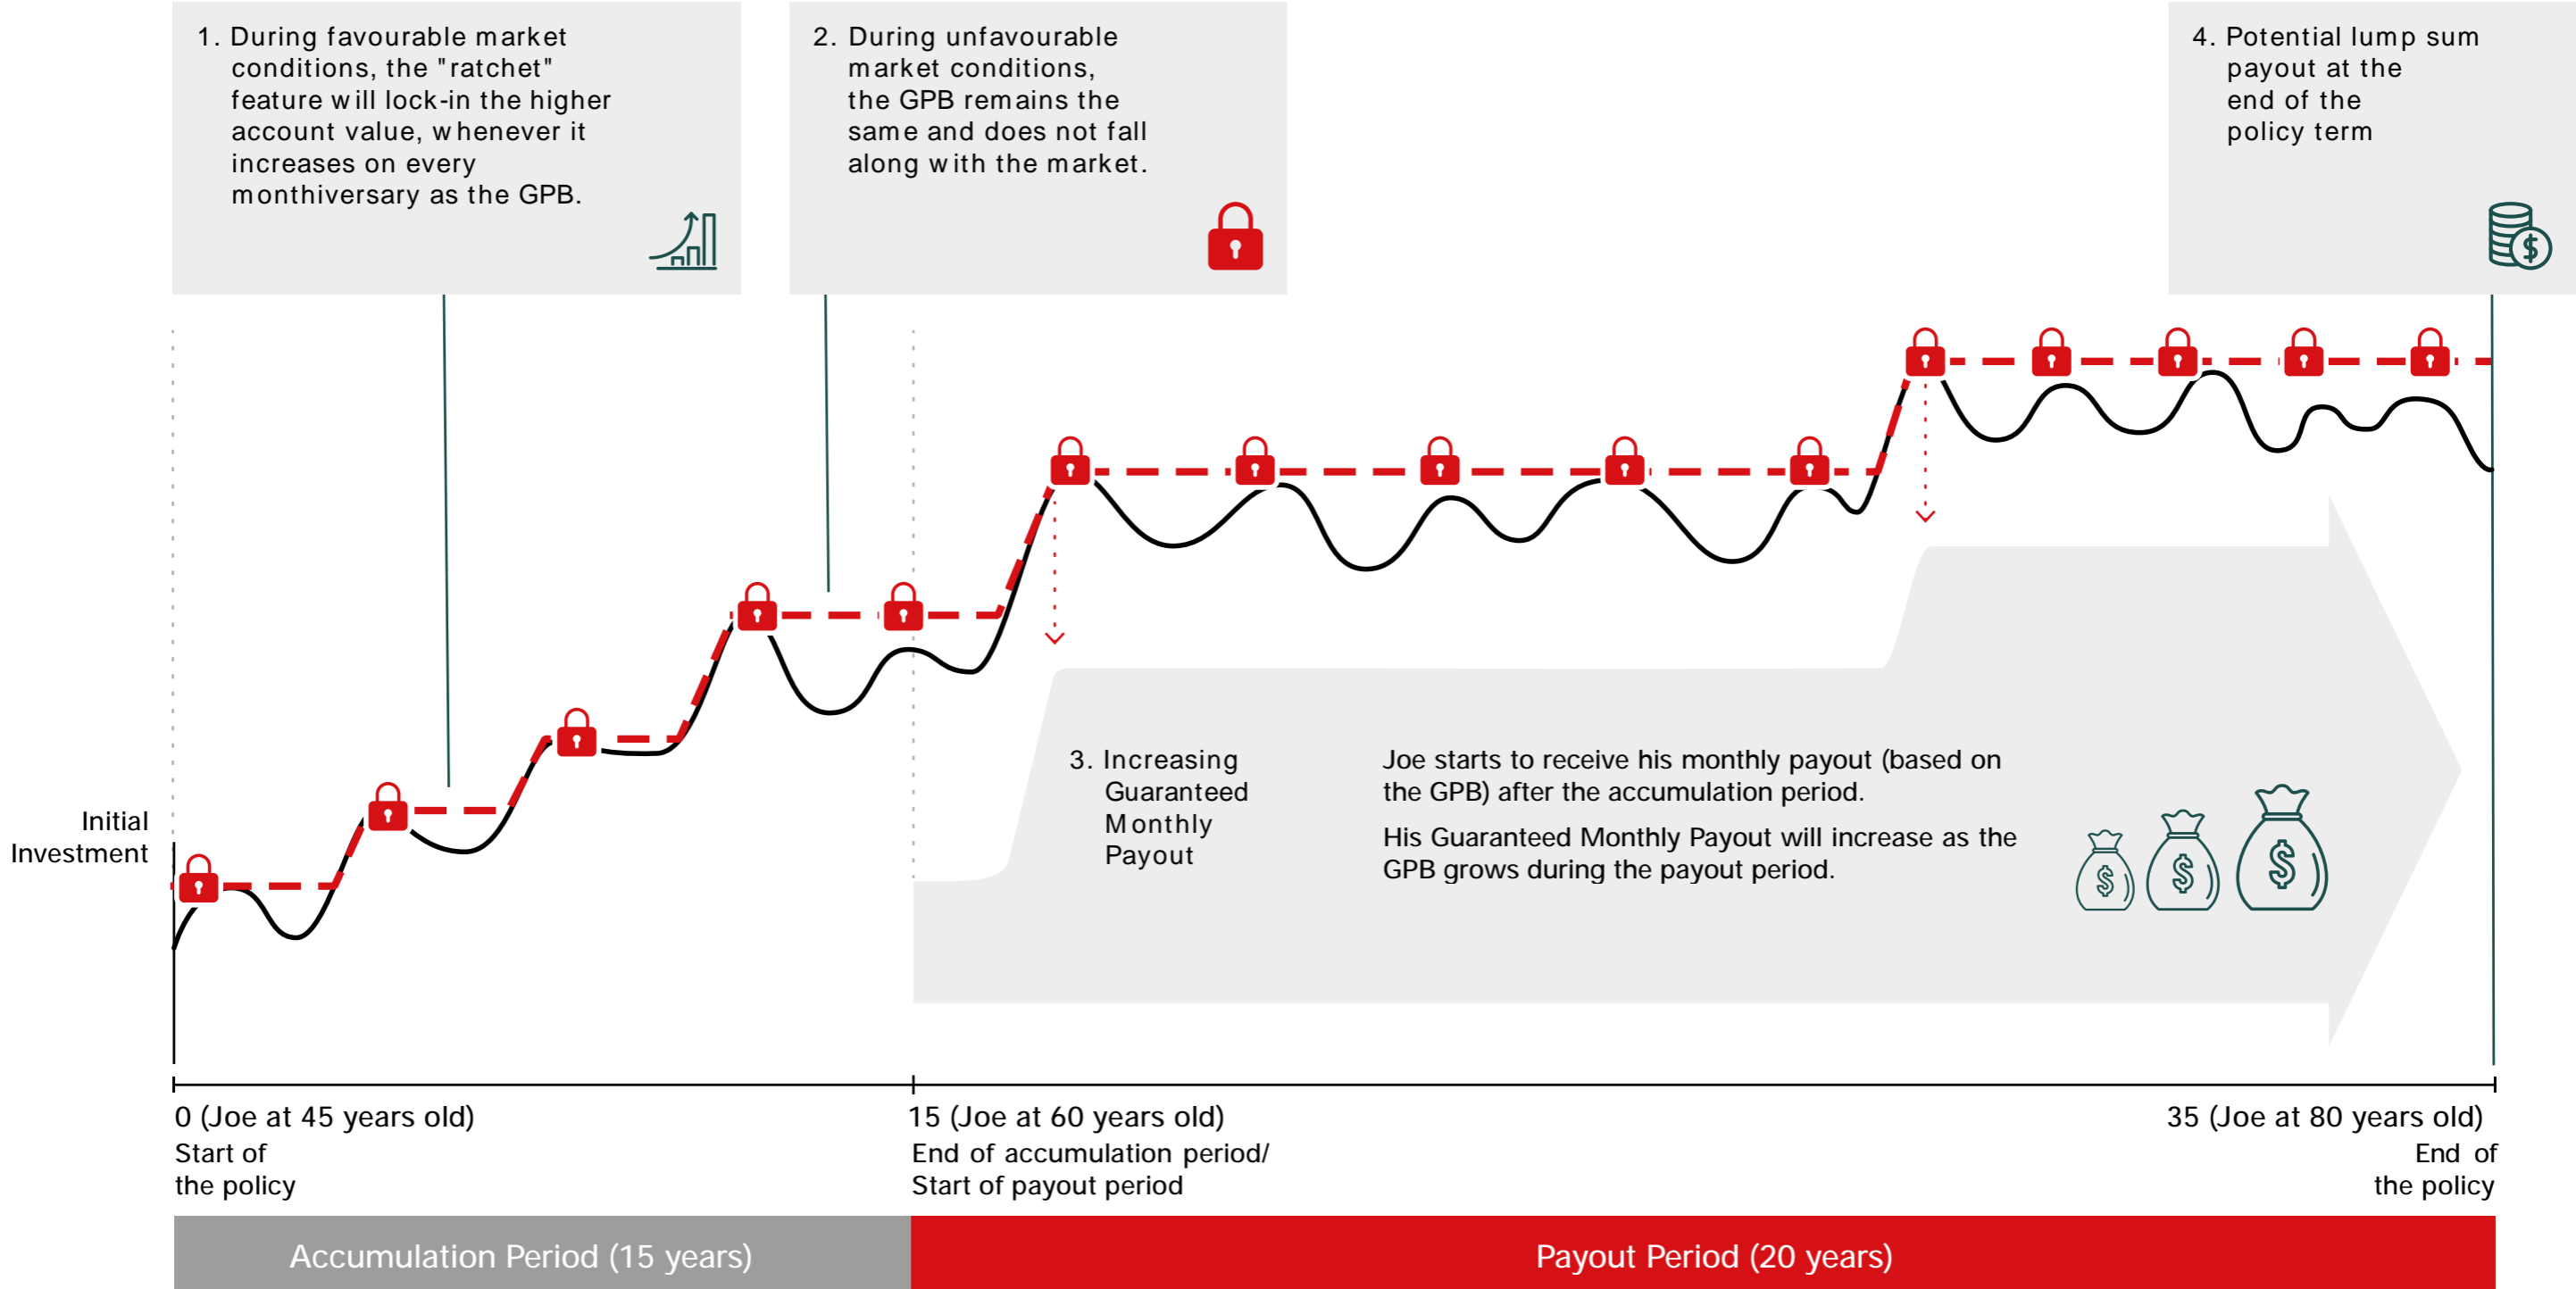 1. During favourable market
conditions, the "ratchet"
feature will lock-in the higher
account value, whenever it
increases on every
monthiversary as the GPB.
2. During unfavourable
market conditions,
the GPB remains the
same and does not fall
along with the market.
4. Potential lump sum
payout at the
end of the
policy term
Initial
Investment
3. Increasing
Guaranteed
Monthly
Payout
Joe starts to receive his monthly payout (based on
the GPB) after the accumulation period.
His Guaranteed Monthly Payout will increase as the
GPB grows during the payout period.
$
$
$
$
0 (Joe at 45 years old)
Start of
the policy
15 (Joe at 60 years old)
End of accumulation period/
Start of payout period
35 (Joe at 80 years old)
End of
the policy
Accumulation Period (15 years)
Payout Period (20 years)